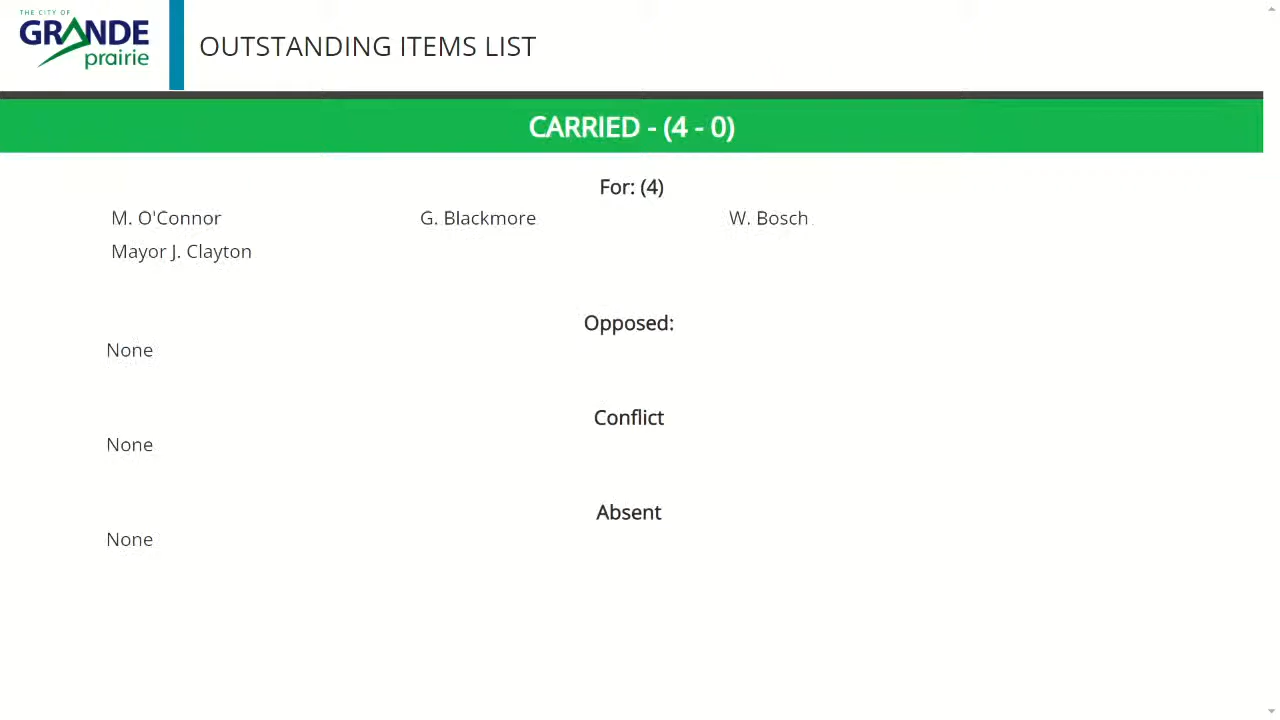 THE CITY OF
GRANDE
prairie
OUTSTANDING ITEMS LIST
CARRIED - (4 - 0)
For: (4)
M. O'Connor G. Blackmore W. Bosch
Mayor J. Clayton
Opposed:
None
Conflict
None
Absent
None